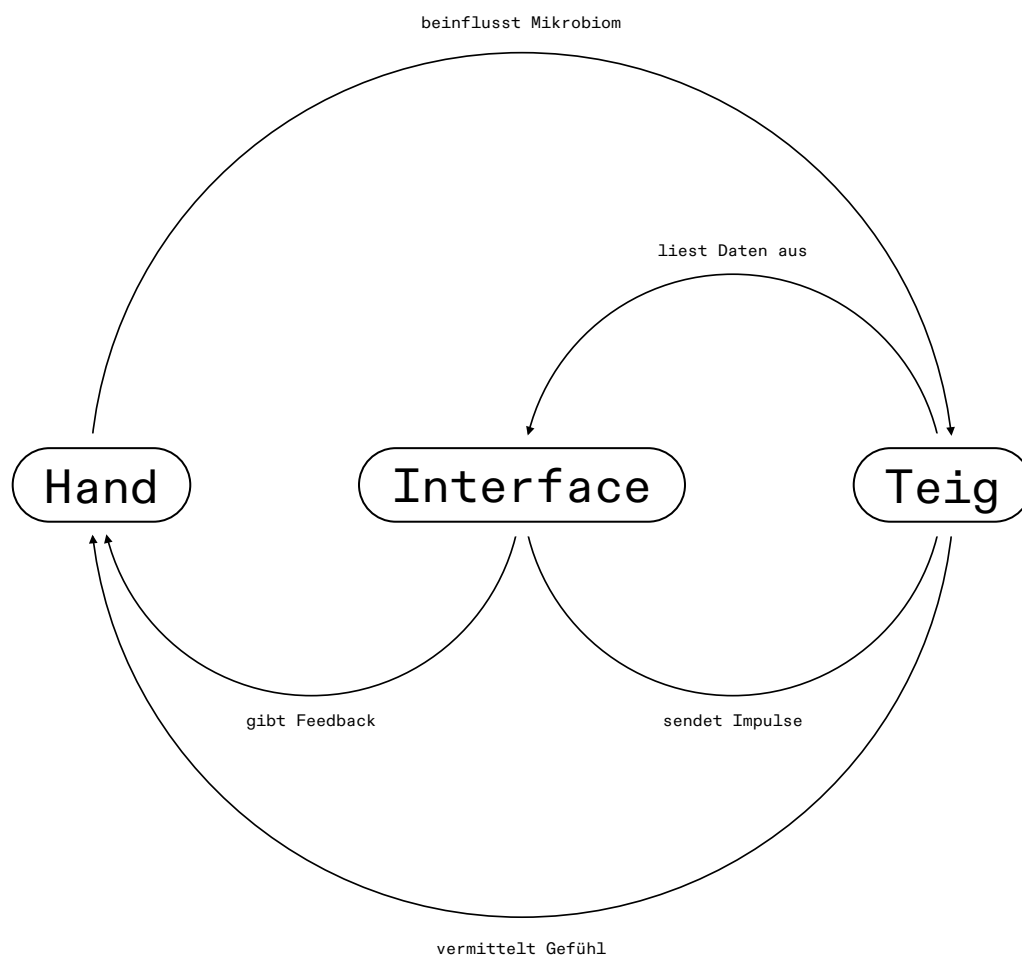 beinflusst Mikrobiom
liest Daten aus
Hand
Interface
Teig
gibt Feedback
sendet Impulse
vermittelt Gefühl